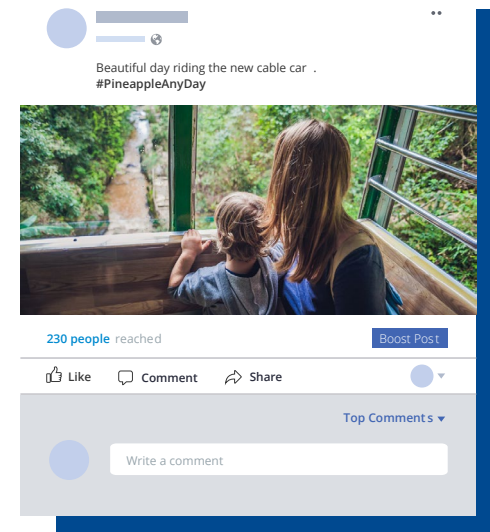 Beautiful day riding the new cable car .
#PineappleAnyDay
230 people reached
Boost Post
Like
Comment
Share
Top Comments
Write a comment